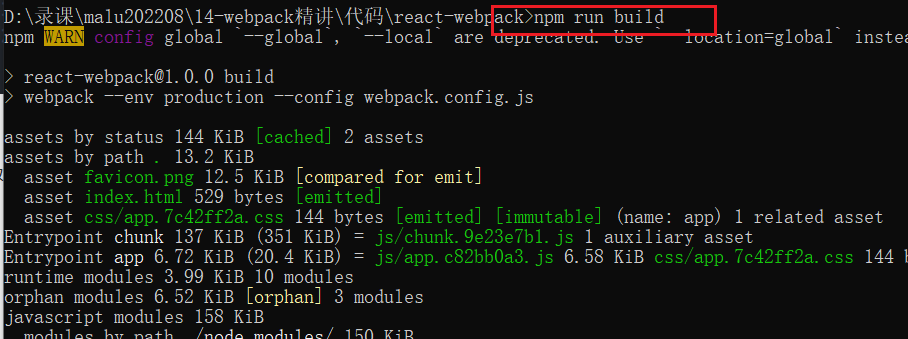 D:\录课\malu202208\14-webpack精讲\代码\react-webpack>npm run build
npm WARN config global `--global`, `--local` are deprecated. Use `--location=global` instea

> react-webpack@1.0.0 build
> webpack --env production --config webpack.config.js

assets by status 144 KiB [cached] 2 assets
assets by path . 13.2 KiB
  asset favicon.png 12.5 KiB [compared for emit]
  asset index.html 529 bytes [emitted]
  asset css/app.7c42ff2a.css 144 bytes [emitted] [immutable] (name: app) 1 related asset
Entrypoint chunk 137 KiB (351 KiB) = js/chunk.9e23e7b1.js 1 auxiliary asset
Entrypoint app 6.72 KiB (20.4 KiB) = js/app.c82bb0a3.js 6.58 KiB css/app.7c42ff2a.css 144 b
runtime modules 3.99 KiB 10 modules
orphan modules 6.52 KiB [orphan] 3 modules
javascript modules 158 KiB
  modules by path ./node_modules/ 150 KiB